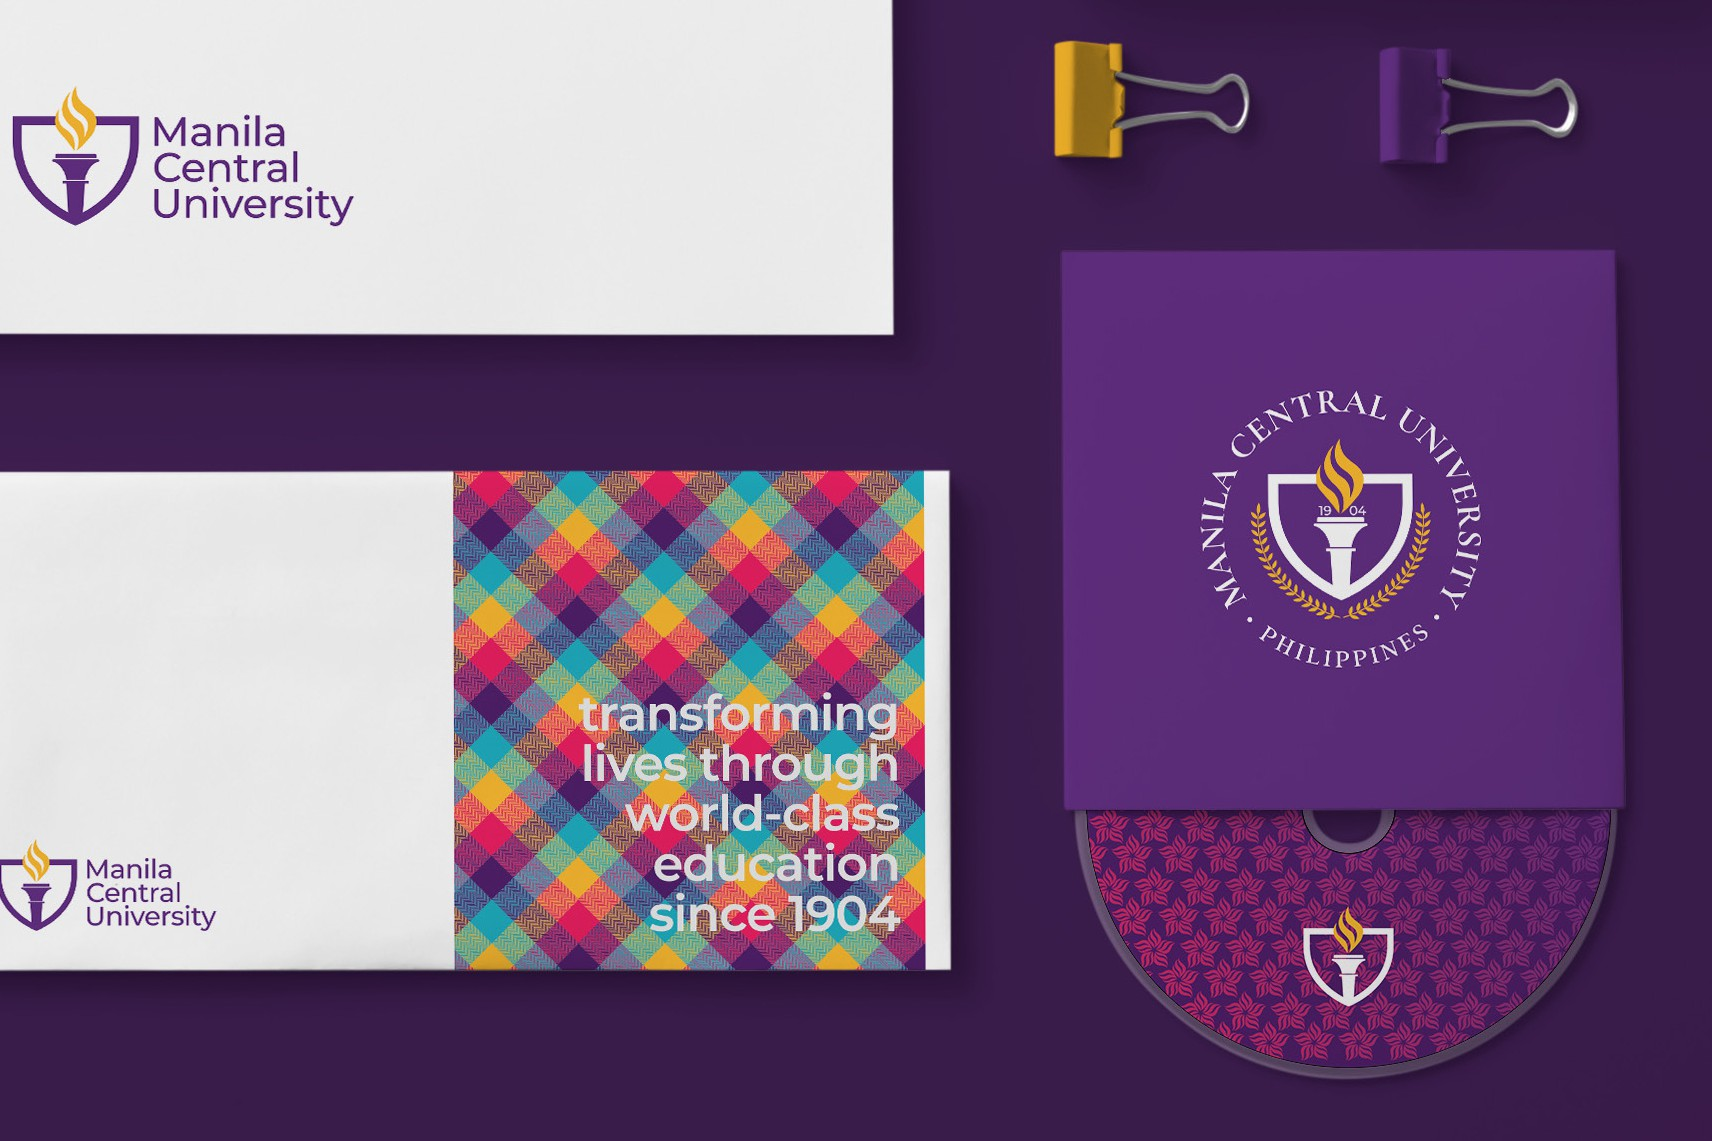 Manila
Central
University
MANILA CENTRAL UNIVERSITY
19 04
• PHILIPPINES •
transforming
lives through
world-class
education
since 1904
Manila
Central
University